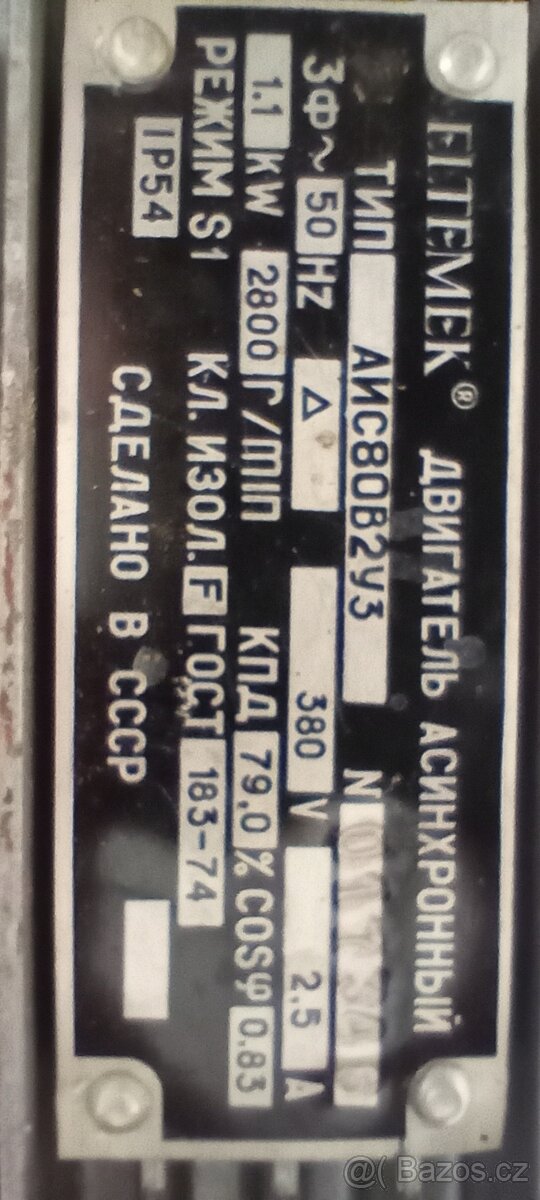 ELTEMEK® ДВИГАТЕЛЬ АСИНХРОННЫЙ
ТИП АИС80В2У3 N
3Ф~ 50 HZ △ 380 V 2.5 A
1.1 KW 2800 Г/min КПД 79,0 % COSφ 0.83
РЕЖИМ S1 КЛ. ИЗОЛ. F ГОСТ 183-74
IP54 СДЕЛАНО В СССР
Bazos.cz